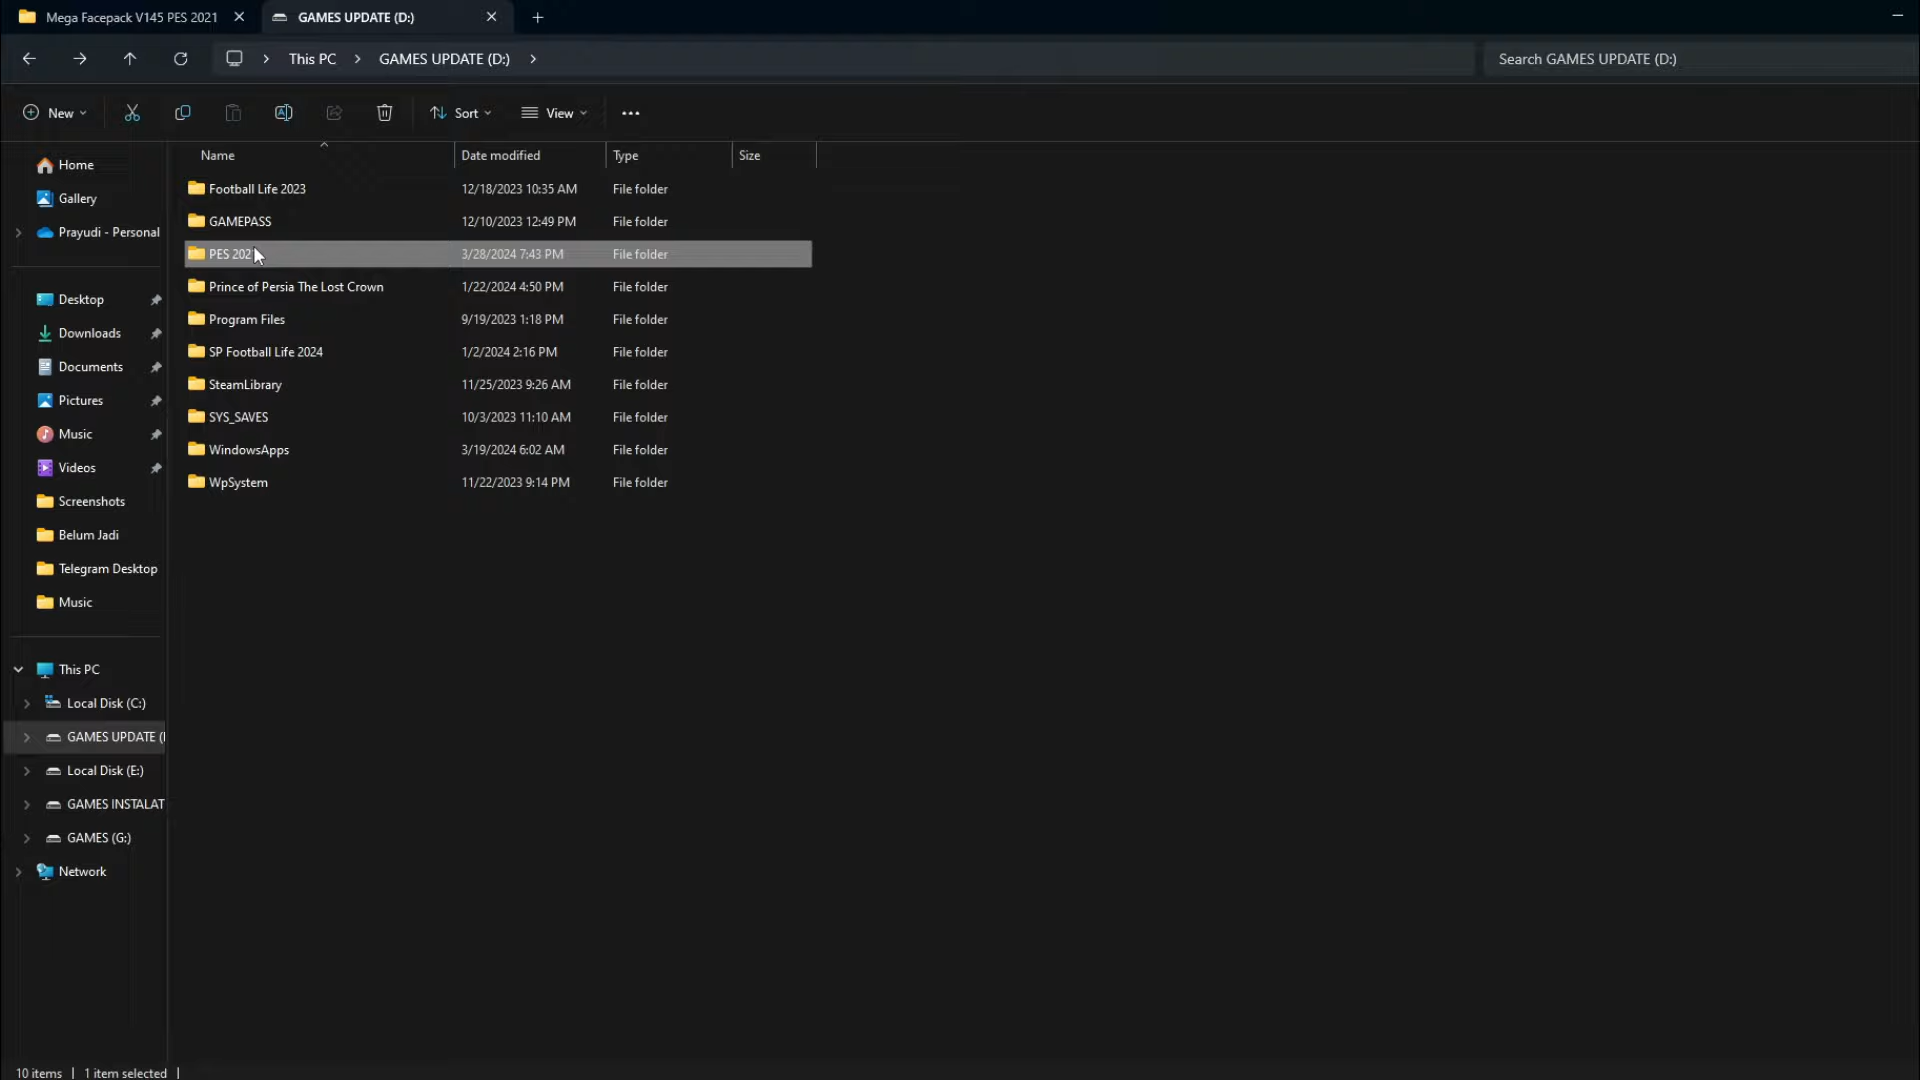 Mega Facepack V145 PES 2021
GAMES UPDATE (D:)
This PC > GAMES UPDATE (D:) >
Search GAMES UPDATE (D:)
New
Sort
View
Name Date modified Type Size
Football Life 2023 12/18/2023 10:35 AM File folder
GAMEPASS 12/10/2023 12:49 PM File folder
PES 202 3/28/2024 7:43 PM File folder
Prince of Persia The Lost Crown 1/22/2024 4:50 PM File folder
Program Files 9/19/2023 1:18 PM File folder
SP Football Life 2024 1/2/2024 2:16 PM File folder
SteamLibrary 11/25/2023 9:26 AM File folder
SYS_SAVES 10/3/2023 11:10 AM File folder
WindowsApps 3/19/2024 6:02 AM File folder
WpSystem 11/22/2023 9:14 PM File folder
Home
Gallery
Prayudi - Personal
Desktop
Downloads
Documents
Pictures
Music
Videos
Screenshots
Belum Jadi
Telegram Desktop
Music
This PC
Local Disk (C:)
GAMES UPDATE (
Local Disk (E:)
GAMES INSTALAT
GAMES (G:)
Network
10 items | 1 item selected |